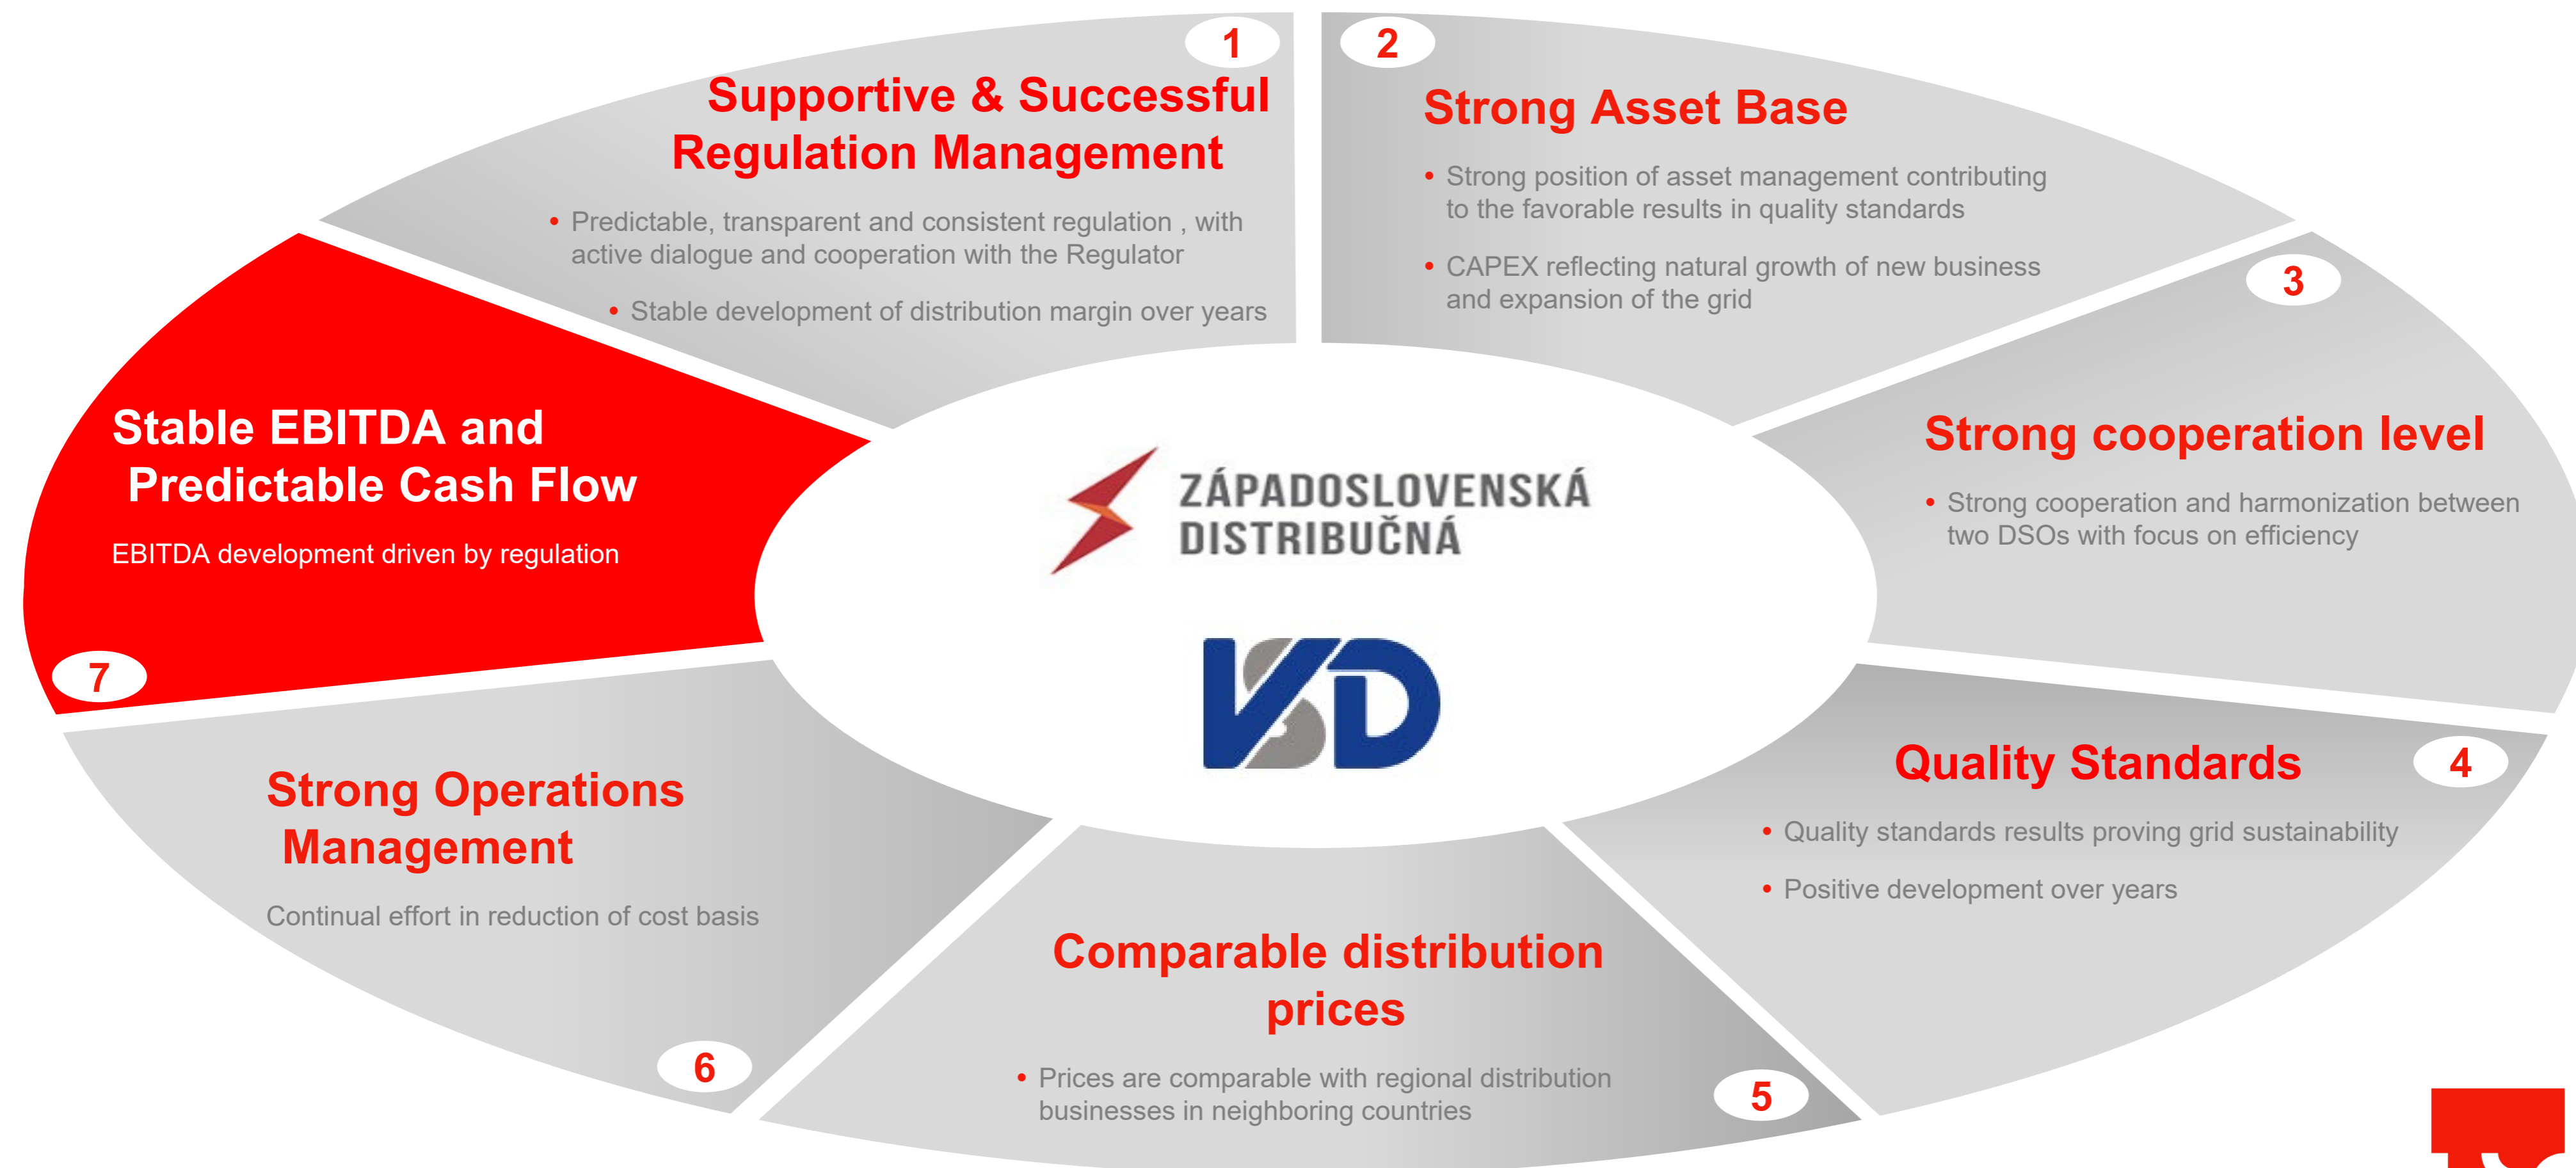 1
Supportive & Successful
Regulation Management
• Predictable, transparent and consistent regulation , with
active dialogue and cooperation with the Regulator
• Stable development of distribution margin over years
2
Strong Asset Base
• Strong position of asset management contributing
to the favorable results in quality standards
• CAPEX reflecting natural growth of new business
and expansion of the grid
3
Strong cooperation level
• Strong cooperation and harmonization between
two DSOs with focus on efficiency
4
Quality Standards
• Quality standards results proving grid sustainability
• Positive development over years
5
Comparable distribution
prices
• Prices are comparable with regional distribution
businesses in neighboring countries
6
Strong Operations
Management
Continual effort in reduction of cost basis
7
Stable EBITDA and
Predictable Cash Flow
EBITDA development driven by regulation
ZÁPADOSLOVENSKÁ
DISTRIBUČNÁ
VSD